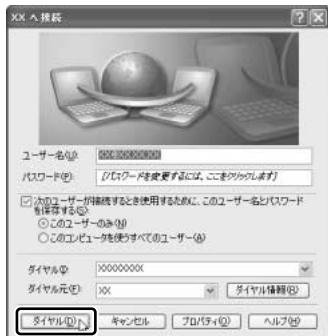 XX へ接続
ユーザー名(U):
パスワード(P): [パスワードを変更するには、ここをクリックします]
次のユーザーが接続するとき使用するために、このユーザー名とパスワード
を保存する(S):
このユーザーのみ(N)
このコンピュータを使うすべてのユーザー(A)
ダイヤル(I): XXXXXXXX
ダイヤル元(E): XX ダイヤル情報(R)
ダイヤル(D) キャンセル プロパティ(O) ヘルプ(H)